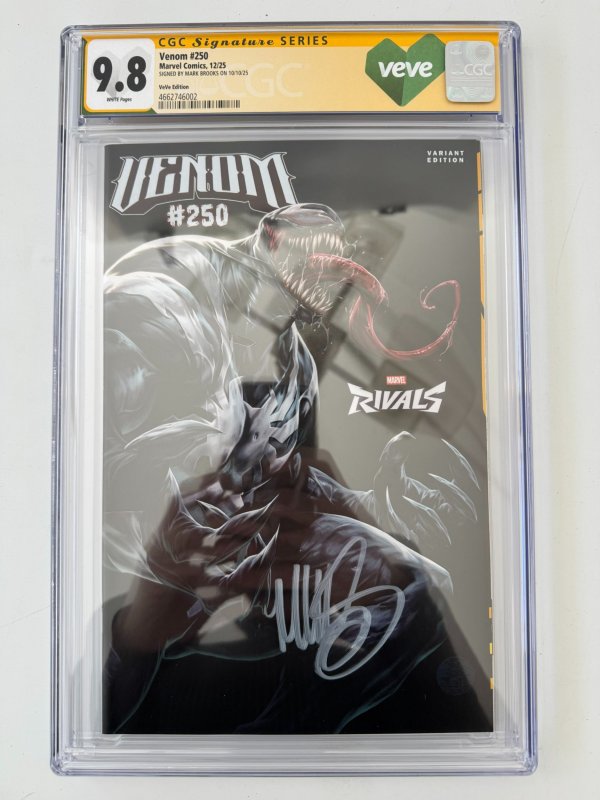 CGC Signature SERIES
9.8
WHITE Pages
Venom #250
Marvel Comics, 12/25
SIGNED BY MARK BROOKS ON 10/10/25
VeVe Edition
4662746002
veve
CGC
CGC
VENOM
#250
VARIANT
EDITION
MARVEL
RIVALS